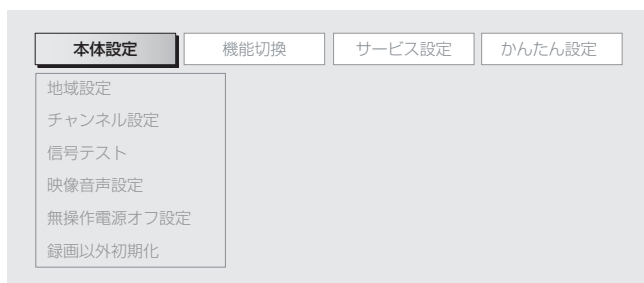 本体設定 機能切換 サービス設定 かんたん設定
地域設定
チャンネル設定
信号テスト
映像音声設定
無操作電源オフ設定
録画以外初期化